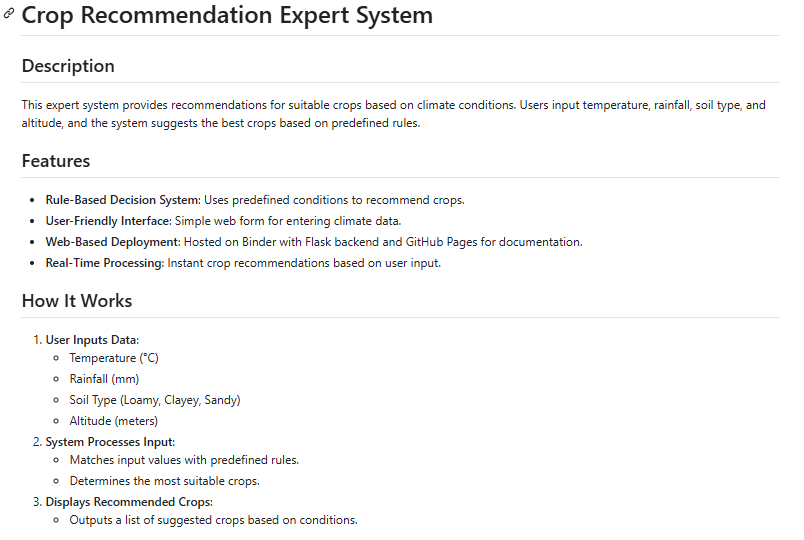 Crop Recommendation Expert System
Description
This expert system provides recommendations for suitable crops based on climate conditions. Users input temperature, rainfall, soil type, and
altitude, and the system suggests the best crops based on predefined rules.
Features
• Rule-Based Decision System: Uses predefined conditions to recommend crops.
• User-Friendly Interface: Simple web form for entering climate data.
• Web-Based Deployment: Hosted on Binder with Flask backend and GitHub Pages for documentation.
• Real-Time Processing: Instant crop recommendations based on user input.
How It Works
1. User Inputs Data:
◦ Temperature (°C)
◦ Rainfall (mm)
◦ Soil Type (Loamy, Clayey, Sandy)
◦ Altitude (meters)
2. System Processes Input:
◦ Matches input values with predefined rules.
◦ Determines the most suitable crops.
3. Displays Recommended Crops:
◦ Outputs a list of suggested crops based on conditions.